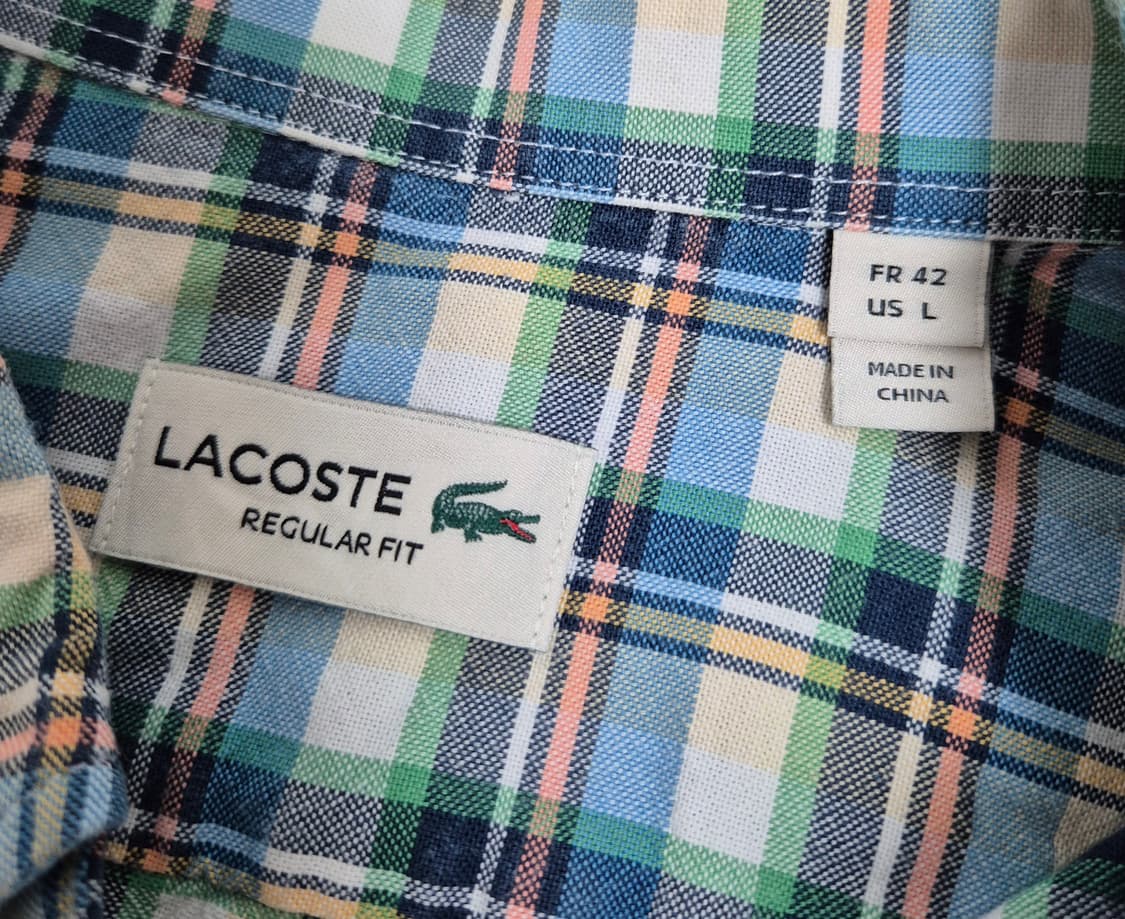 FR 42
US L
MADE IN
CHINA
LACOSTE
REGULAR FIT